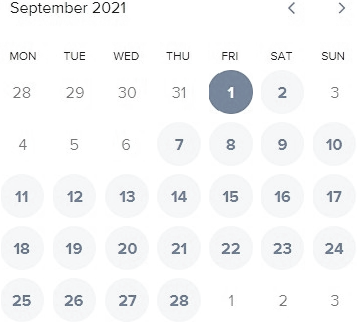 September 2021
MON TUE WED THU FRI SAT SUN
28 29 30 31 1 2 3
4 5 6 7 8 9 10
11 12 13 14 15 16 17
18 19 20 21 22 23 24
25 26 27 28 1 2 3